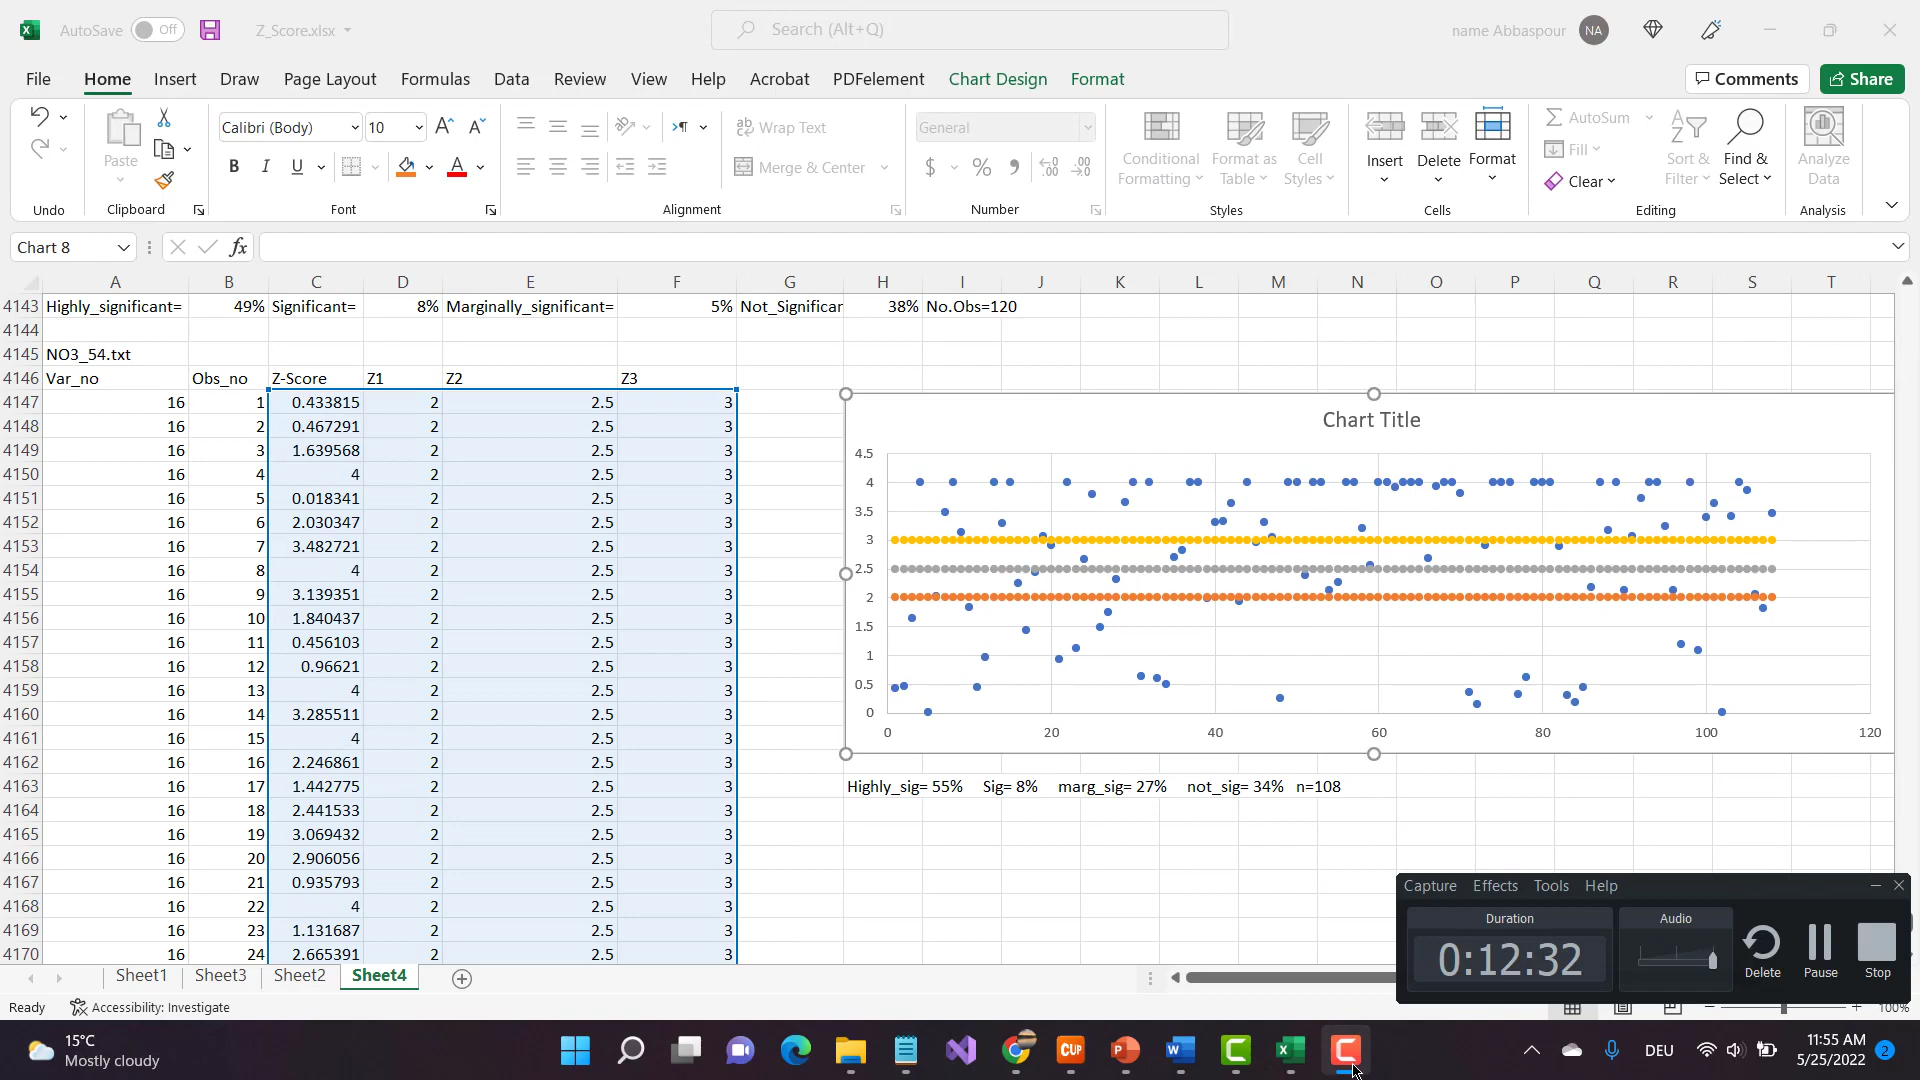 AutoSave Off Z_Score.xlsx Search (Alt+Q) name Abbaspour NA
File Home Insert Draw Page Layout Formulas Data Review View Help Acrobat PDFelement Chart Design Format Comments Share
Paste Calibri (Body) 10 B I U A Wrap Text Merge & Center General $ % Conditional Formatting Format as Table Cell Styles Insert Delete Format AutoSum Fill Clear Sort & Filter Find & Select Analyze Data
Undo Clipboard Font Alignment Number Styles Cells Editing Analysis
Chart 8 fx
A B C D E F G H I J K L M N O P Q R S T
4143 Highly_significant= 49% Significant= 8% Marginally_significant= 5% Not_Significar 38% No.Obs=120
4144
4145 NO3_54.txt
4146 Var_no Obs_no Z-Score Z1 Z2 Z3
4147 16 1 0.433815 2 2.5 3
4148 16 2 0.467291 2 2.5 3
4149 16 3 1.639568 2 2.5 3
4150 16 4 4 2 2.5 3
4151 16 5 0.018341 2 2.5 3
4152 16 6 2.030347 2 2.5 3
4153 16 7 3.482721 2 2.5 3
4154 16 8 4 2 2.5 3
4155 16 9 3.139351 2 2.5 3
4156 16 10 1.840437 2 2.5 3
4157 16 11 0.456103 2 2.5 3
4158 16 12 0.96621 2 2.5 3
4159 16 13 4 2 2.5 3
4160 16 14 3.285511 2 2.5 3
4161 16 15 4 2 2.5 3
4162 16 16 2.246861 2 2.5 3
4163 16 17 1.442775 2 2.5 3
4164 16 18 2.441533 2 2.5 3
4165 16 19 3.069432 2 2.5 3
4166 16 20 2.906056 2 2.5 3
4167 16 21 0.935793 2 2.5 3
4168 16 22 4 2 2.5 3
4169 16 23 1.131687 2 2.5 3
4170 16 24 2.665391 2 2.5 3
Chart Title
4.5
4
3.5
3
2.5
2
1.5
1
0.5
0
0 20 40 60 80 100 120
Highly_sig= 55% Sig= 8% marg_sig= 27% not_sig= 34% n=108
Capture Effects Tools Help
Duration Audio
0:12:32
Delete Pause Stop
Sheet1 Sheet3 Sheet2 Sheet4
Ready Accessibility: Investigate 100%
15°C
Mostly cloudy
CUP
DEU
11:55 AM
5/25/2022
2